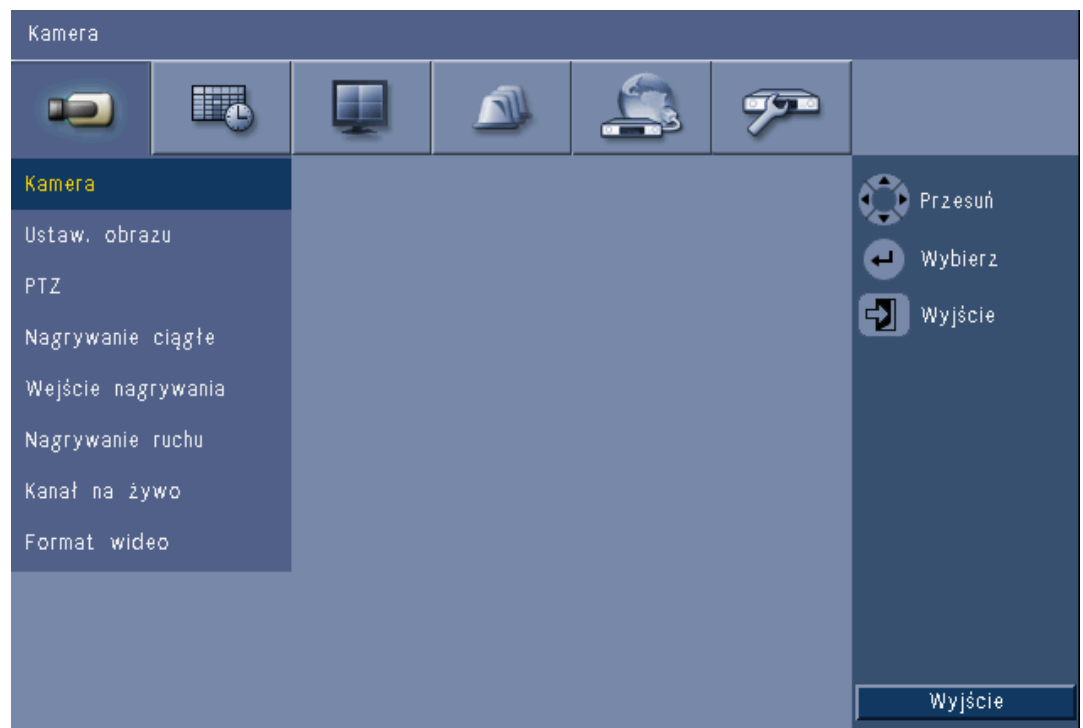 Kamera
Kamera
Ustaw. obrazu
PTZ
Nagrywanie ciągłe
Wejście nagrywania
Nagrywanie ruchu
Kanał na żywo
Format wideo
Przesuń
Wybierz
Wyjście
Wyjście